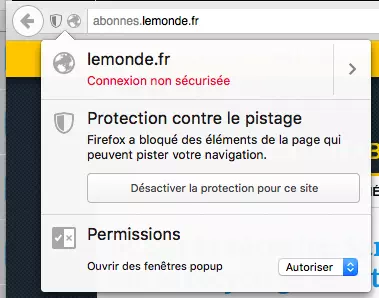 abonnes.lemonde.fr
lemonde.fr
Connexion non sécurisée
Protection contre le pistage
Firefox a bloqué des éléments de la page qui
peuvent pister votre navigation.
Désactiver la protection pour ce site
Permissions
Ouvrir des fenêtres popup
Autoriser